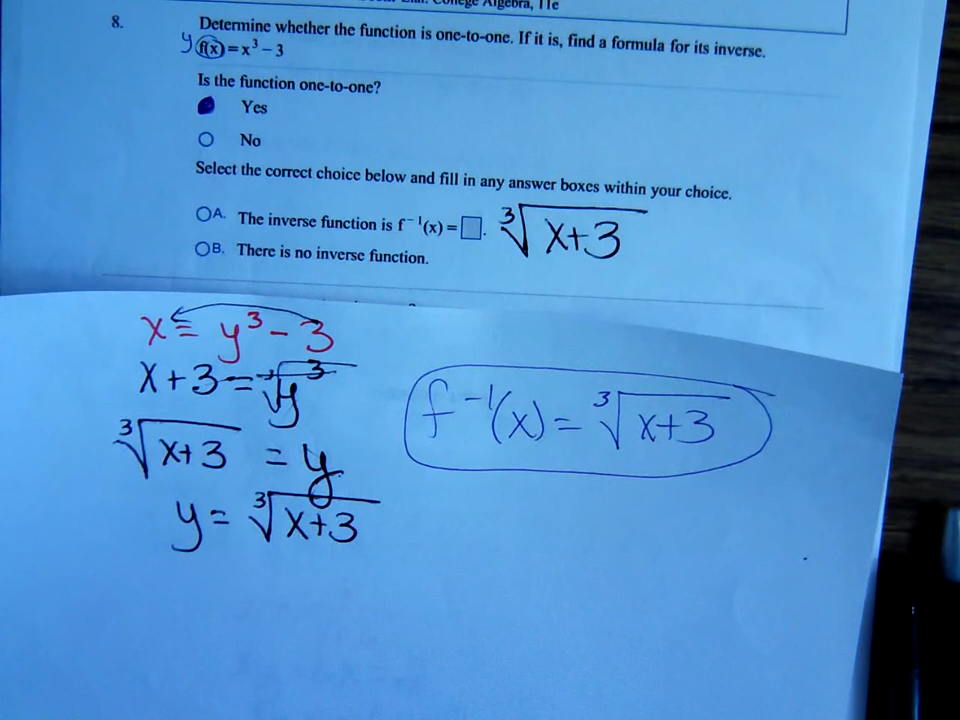 College Algebra, 11e
8. Determine whether the function is one-to-one. If it is, find a formula for its inverse.
y f(x) = x³ − 3
Is the function one-to-one?
Yes
No
Select the correct choice below and fill in any answer boxes within your choice.
A. The inverse function is f⁻¹(x) = □. ∛(x+3)
B. There is no inverse function.
x = y³ − 3
x + 3 = ∛y³
∛(x+3) = y
y = ∛(x+3)
f⁻¹(x) = ∛(x+3)